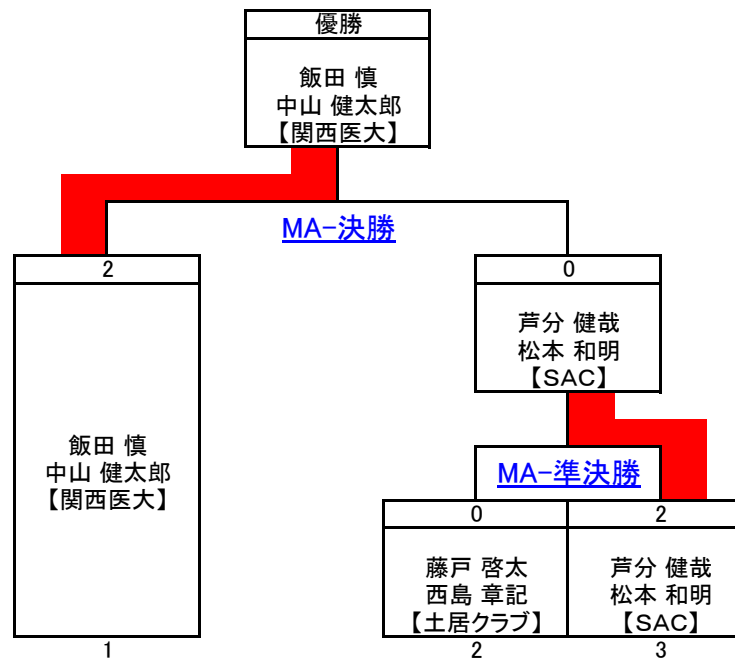 優勝
飯田 慎
中山 健太郎
【関西医大】
MA-決勝
2
0
芦分 健哉
松本 和明
【SAC】
飯田 慎
中山 健太郎
【関西医大】
MA-準決勝
0
2
藤戸 啓太
西島 章記
【土居クラブ】
芦分 健哉
松本 和明
【SAC】
1
2
3